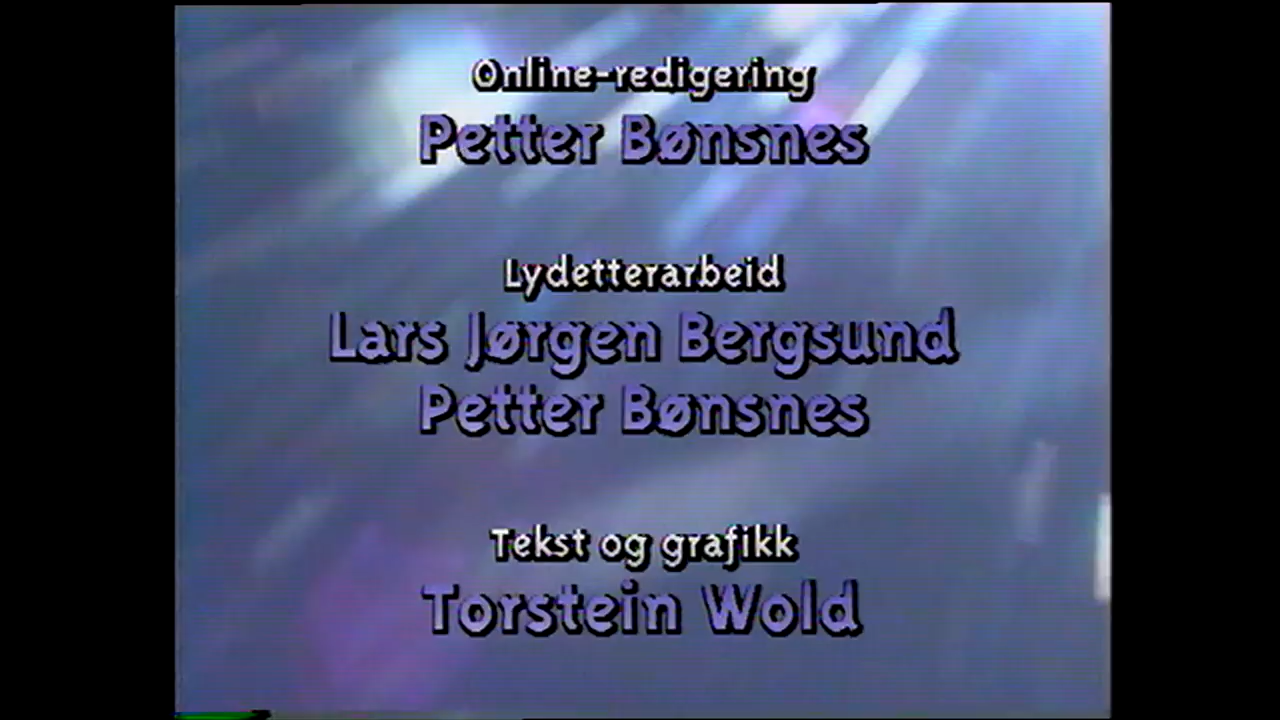 Online-redigering
Petter Bønsnes
Lydetterarbeid
Lars Jørgen Bergsund
Petter Bønsnes
Tekst og grafikk
Torstein Wold